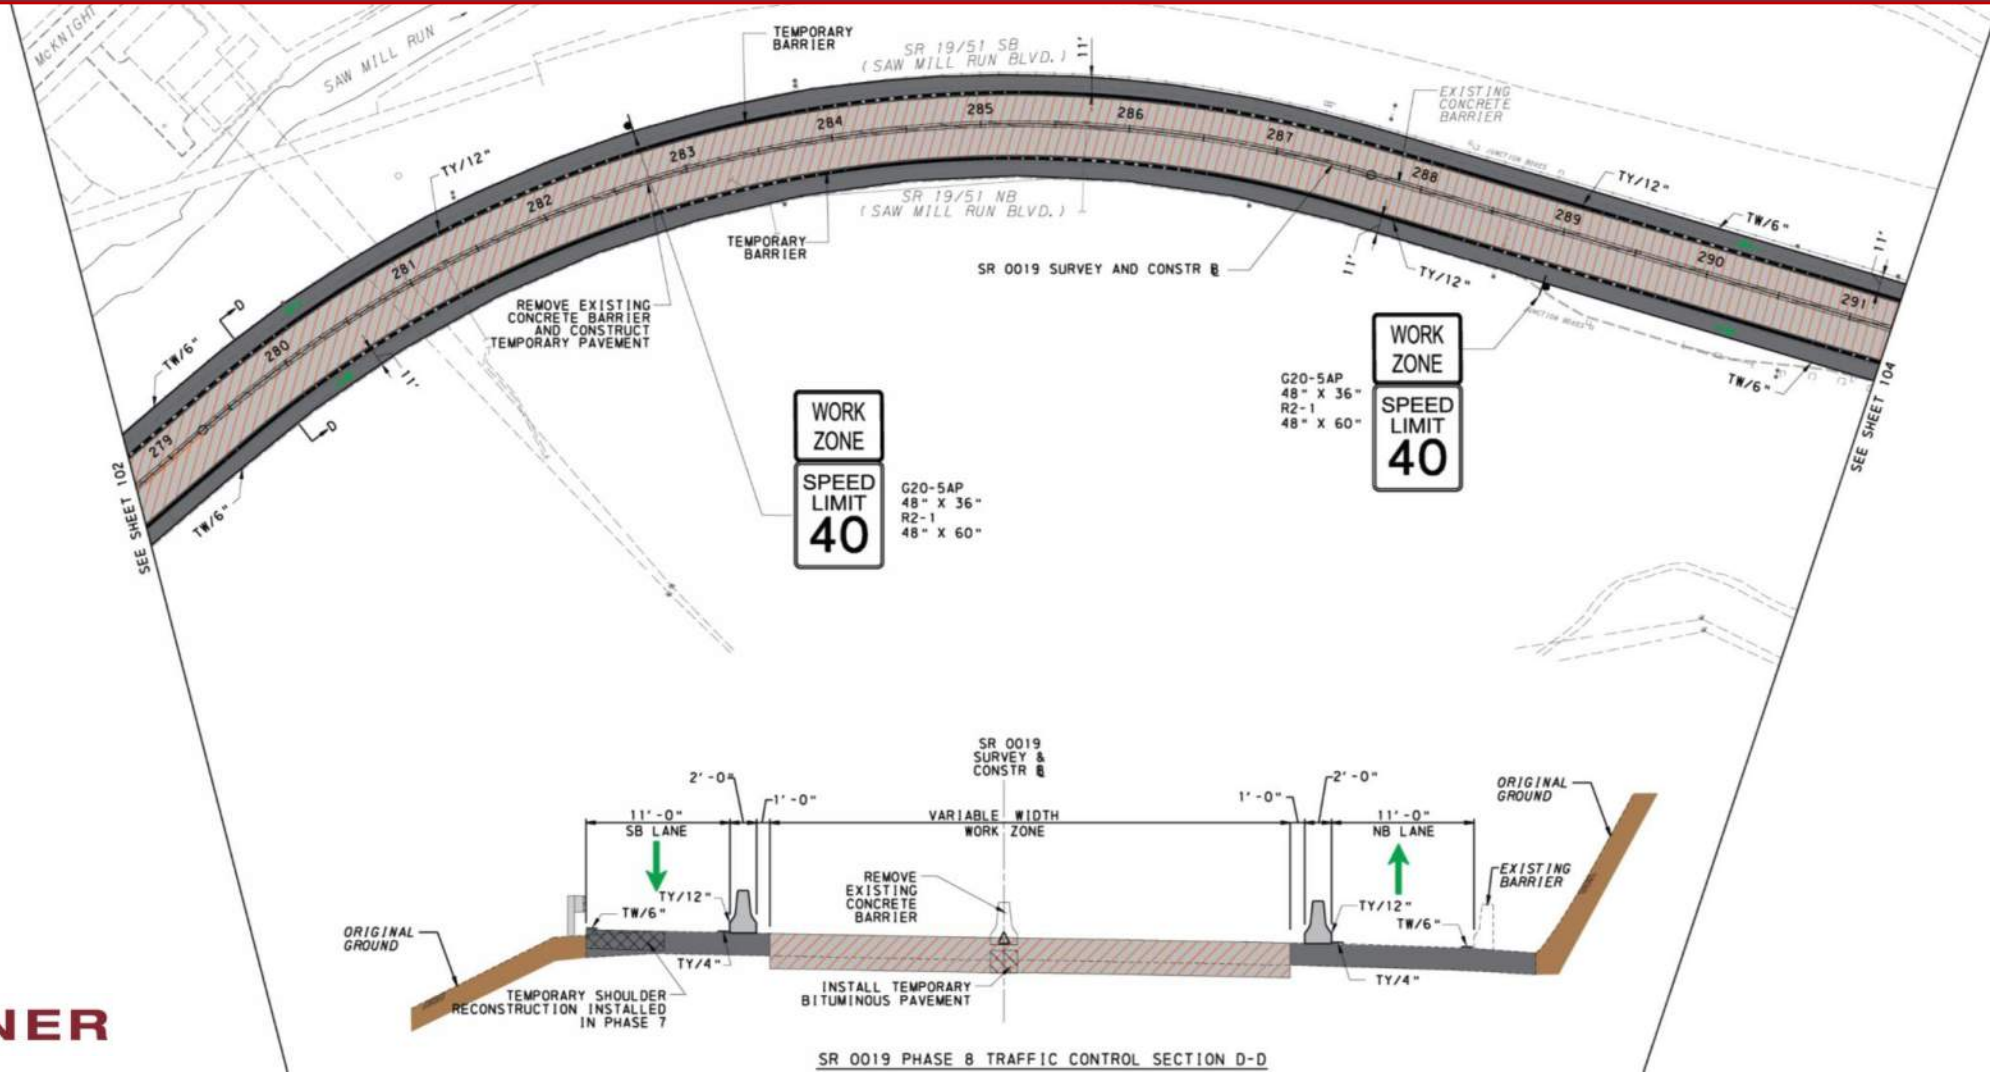 McKNIGHT
SAW MILL RUN
TEMPORARY
BARRIER
SR 19/51 SB
(SAW MILL RUN BLVD.)
11'
EXISTING
CONCRETE
BARRIER
JUNCTION BOXES
TY/12"
TY/12"
TW/6"
11'
279
280
281
282
283
284
285
286
287
288
289
290
291
SR 19/51 NB
(SAW MILL RUN BLVD.)
TEMPORARY
BARRIER
SR 0019 SURVEY AND CONSTR ℄
11'
TY/12"
JUNCTION BOXES
TW/6"
D
TW/6"
REMOVE EXISTING
CONCRETE BARRIER
AND CONSTRUCT
TEMPORARY PAVEMENT
11'
D
TW/6"
SEE SHEET 102
SEE SHEET 104
WORK
ZONE
SPEED
LIMIT
40
G20-5AP
48" X 36"
R2-1
48" X 60"
G20-5AP
48" X 36"
R2-1
48" X 60"
WORK
ZONE
SPEED
LIMIT
40
SR 0019
SURVEY &
CONSTR ℄
2'-0"
1'-0"
11'-0"
SB LANE
VARIABLE WIDTH
WORK ZONE
1'-0"
2'-0"
11'-0"
NB LANE
ORIGINAL
GROUND
REMOVE
EXISTING
CONCRETE
BARRIER
EXISTING
BARRIER
TY/12"
TW/6"
TY/12"
TW/6"
ORIGINAL
GROUND
TY/4"
TY/4"
TEMPORARY SHOULDER
RECONSTRUCTION INSTALLED
IN PHASE 7
INSTALL TEMPORARY
BITUMINOUS PAVEMENT
NER
SR 0019 PHASE 8 TRAFFIC CONTROL SECTION D-D